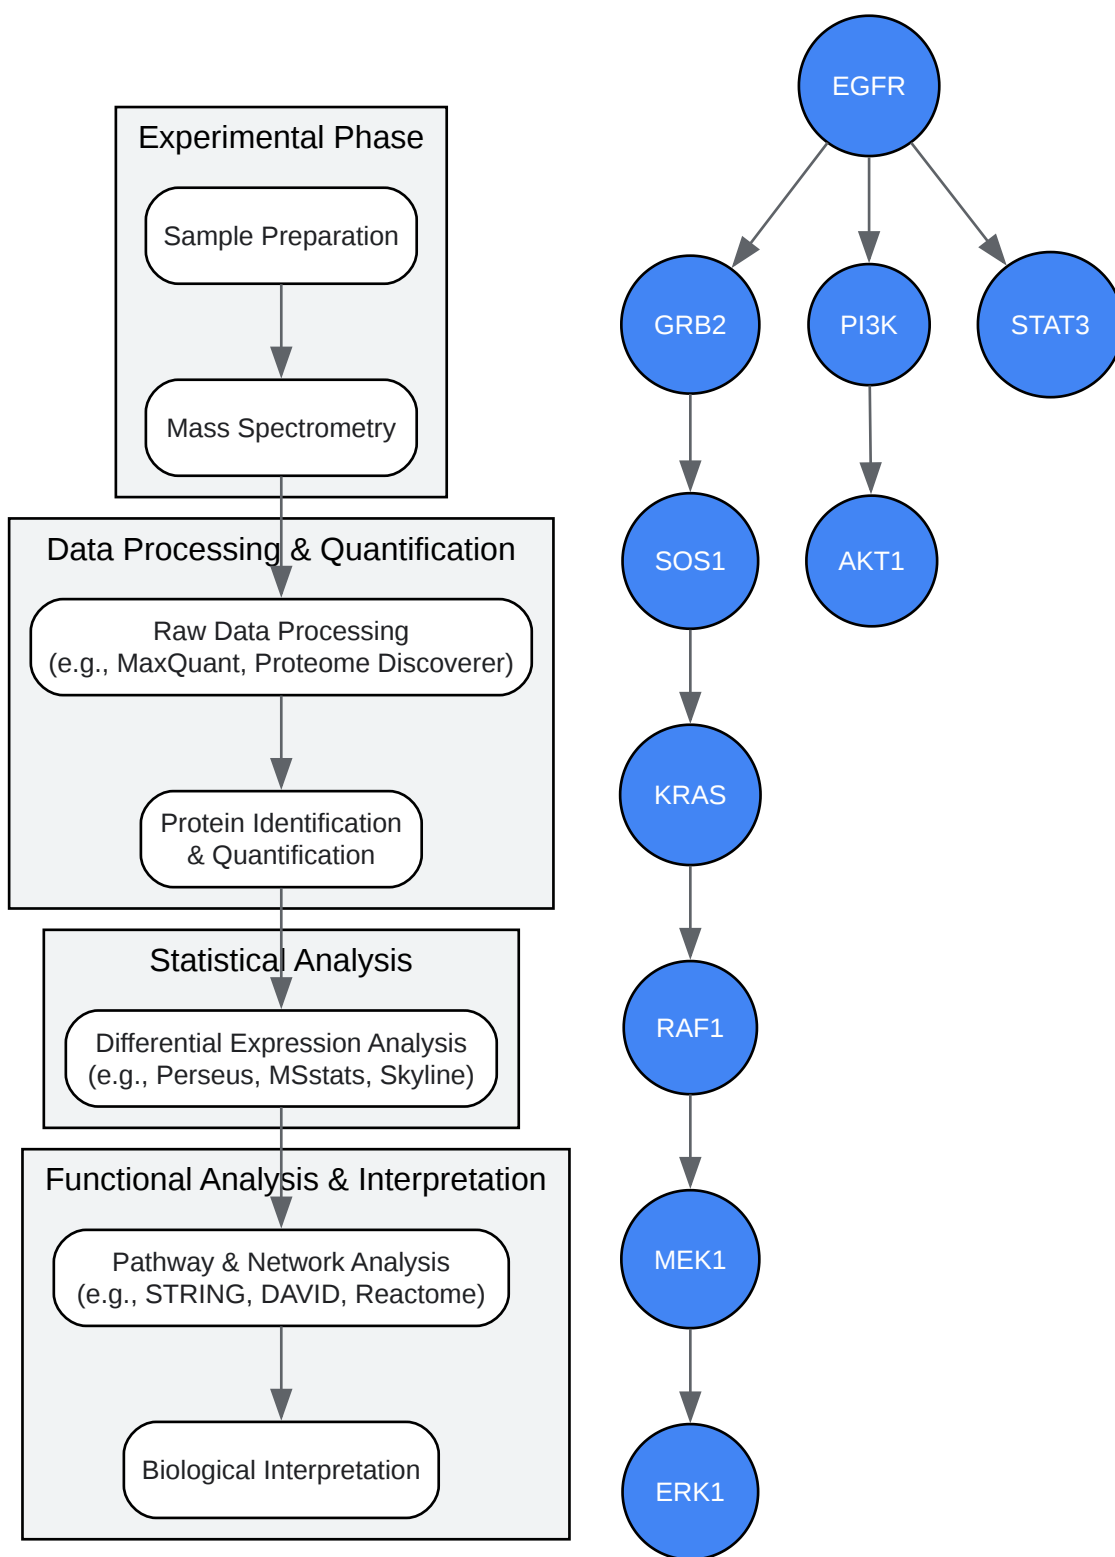 Experimental Phase
Sample Preparation
Mass Spectrometry
Data Processing & Quantification
Raw Data Processing
(e.g., MaxQuant, Proteome Discoverer)
Protein Identification
& Quantification
Statistical Analysis
Differential Expression Analysis
(e.g., Perseus, MSstats, Skyline)
Functional Analysis & Interpretation
Pathway & Network Analysis
(e.g., STRING, DAVID, Reactome)
Biological Interpretation
EGFR
GRB2
PI3K
STAT3
SOS1
AKT1
KRAS
RAF1
MEK1
ERK1